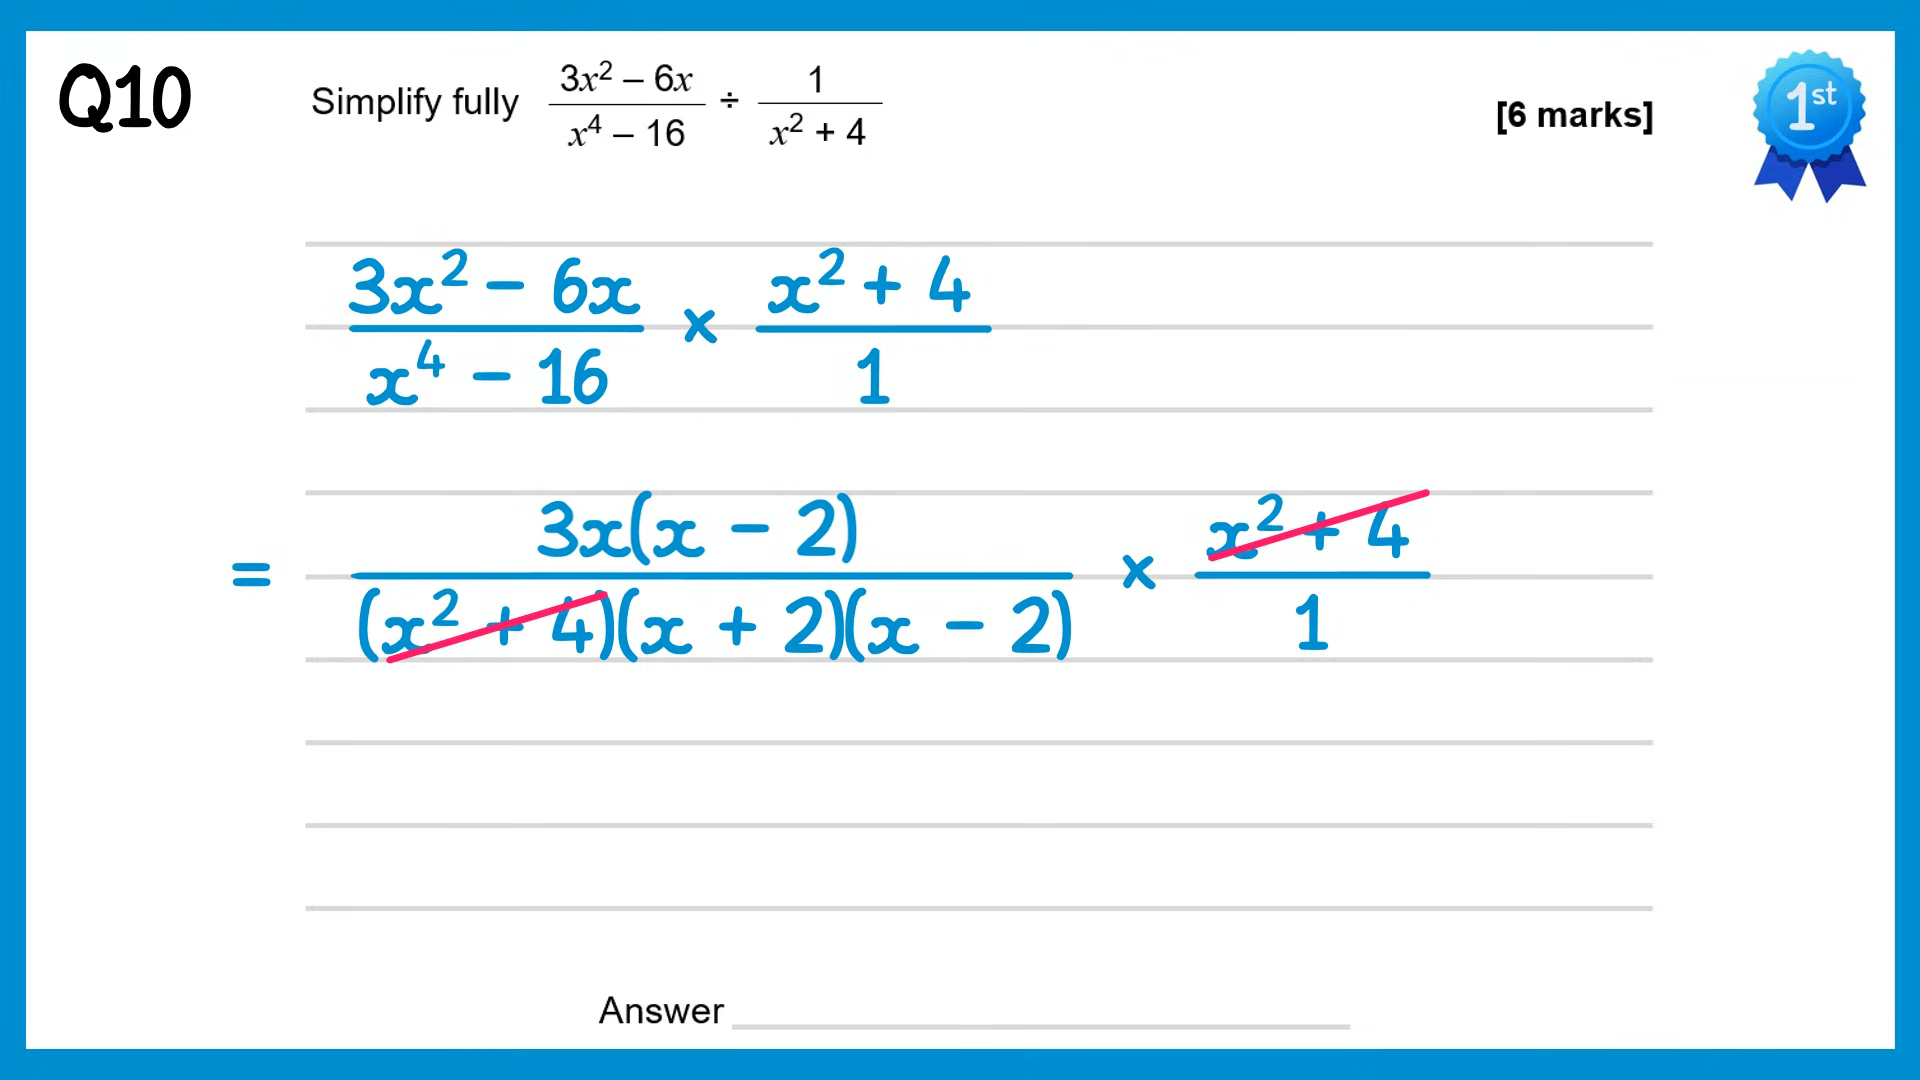 Q10
Simplify fully (3x² – 6x)/(x⁴ – 16) ÷ 1/(x² + 4)
[6 marks]
1st
(3x² – 6x)/(x⁴ – 16) × (x² + 4)/1
= 3x(x – 2)/((x² + 4)(x + 2)(x – 2)) × (x² + 4)/1
Answer